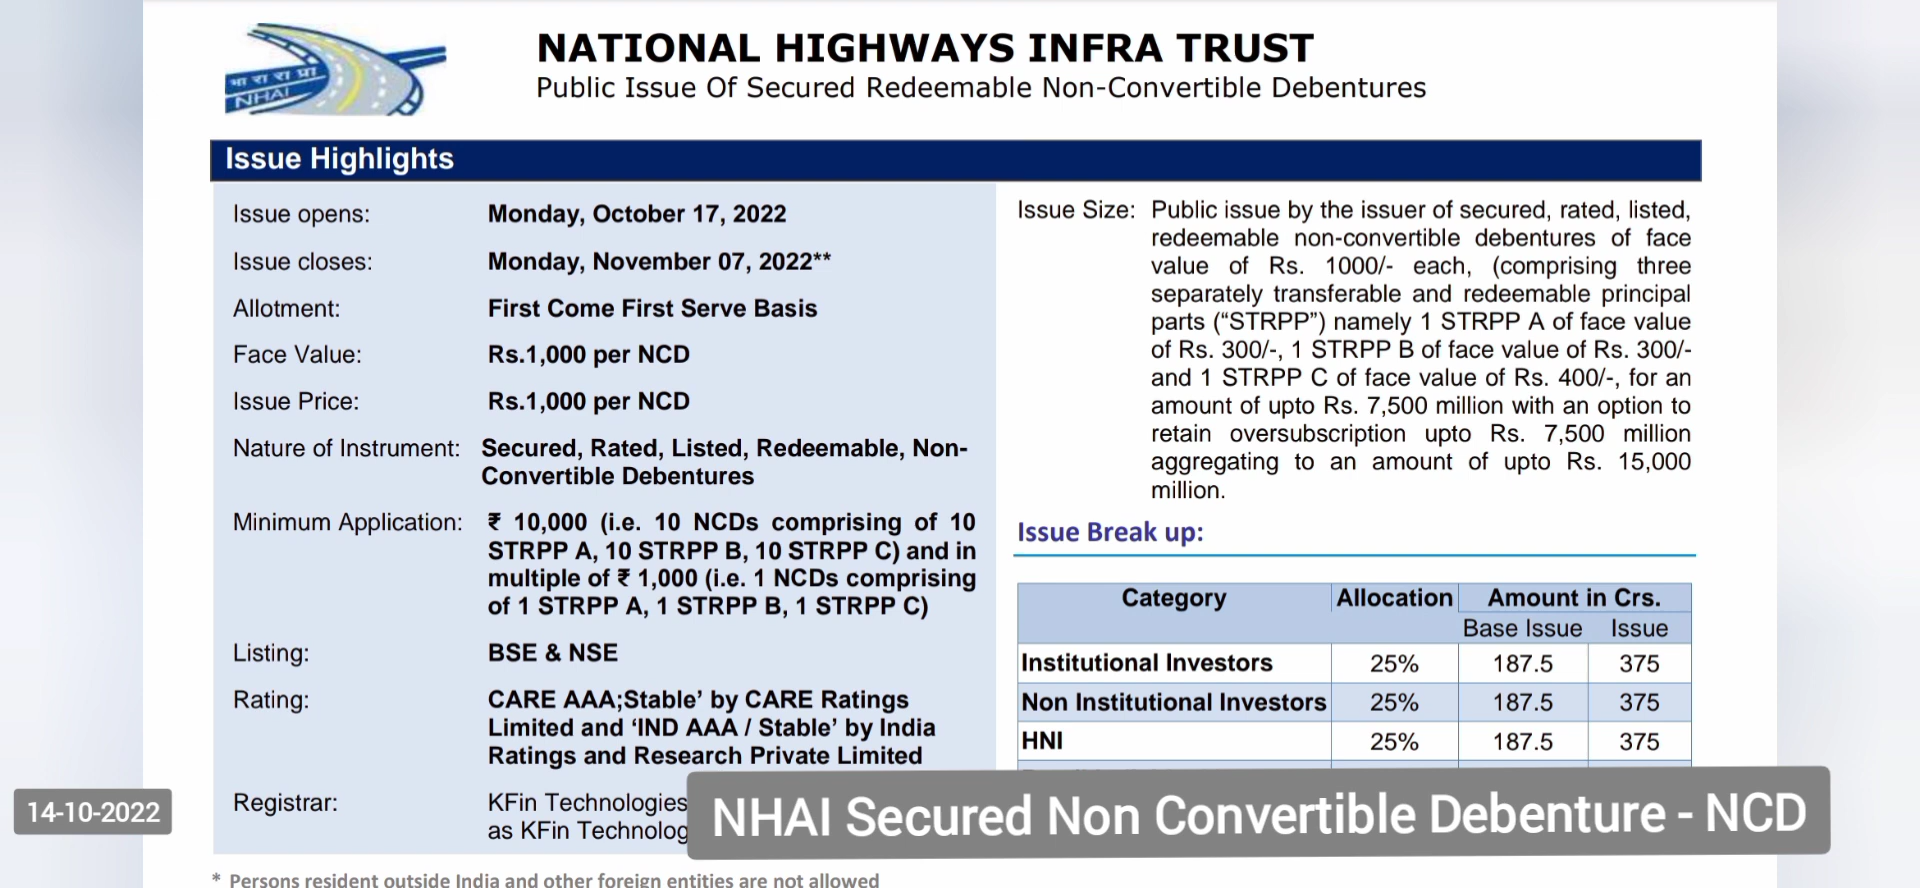 भा रा रा प्रा
NHAI
NATIONAL HIGHWAYS INFRA TRUST
Public Issue Of Secured Redeemable Non-Convertible Debentures
Issue Highlights
Issue opens: Monday, October 17, 2022
Issue closes: Monday, November 07, 2022**
Allotment: First Come First Serve Basis
Face Value: Rs.1,000 per NCD
Issue Price: Rs.1,000 per NCD
Nature of Instrument: Secured, Rated, Listed, Redeemable, Non-
Convertible Debentures
Minimum Application: ₹ 10,000 (i.e. 10 NCDs comprising of 10
STRPP A, 10 STRPP B, 10 STRPP C) and in
multiple of ₹ 1,000 (i.e. 1 NCDs comprising
of 1 STRPP A, 1 STRPP B, 1 STRPP C)
Listing: BSE & NSE
Rating: CARE AAA;Stable’ by CARE Ratings
Limited and ‘IND AAA / Stable’ by India
Ratings and Research Private Limited
Registrar: KFin Technologies
as KFin Technolog
Issue Size: Public issue by the issuer of secured, rated, listed,
redeemable non-convertible debentures of face
value of Rs. 1000/- each, (comprising three
separately transferable and redeemable principal
parts (“STRPP”) namely 1 STRPP A of face value
of Rs. 300/-, 1 STRPP B of face value of Rs. 300/-
and 1 STRPP C of face value of Rs. 400/-, for an
amount of upto Rs. 7,500 million with an option to
retain oversubscription upto Rs. 7,500 million
aggregating to an amount of upto Rs. 15,000
million.
Issue Break up:
Category Allocation Amount in Crs.
Base Issue Issue
Institutional Investors 25% 187.5 375
Non Institutional Investors 25% 187.5 375
HNI 25% 187.5 375
14-10-2022
NHAI Secured Non Convertible Debenture - NCD
* Persons resident outside India and other foreign entities are not allowed